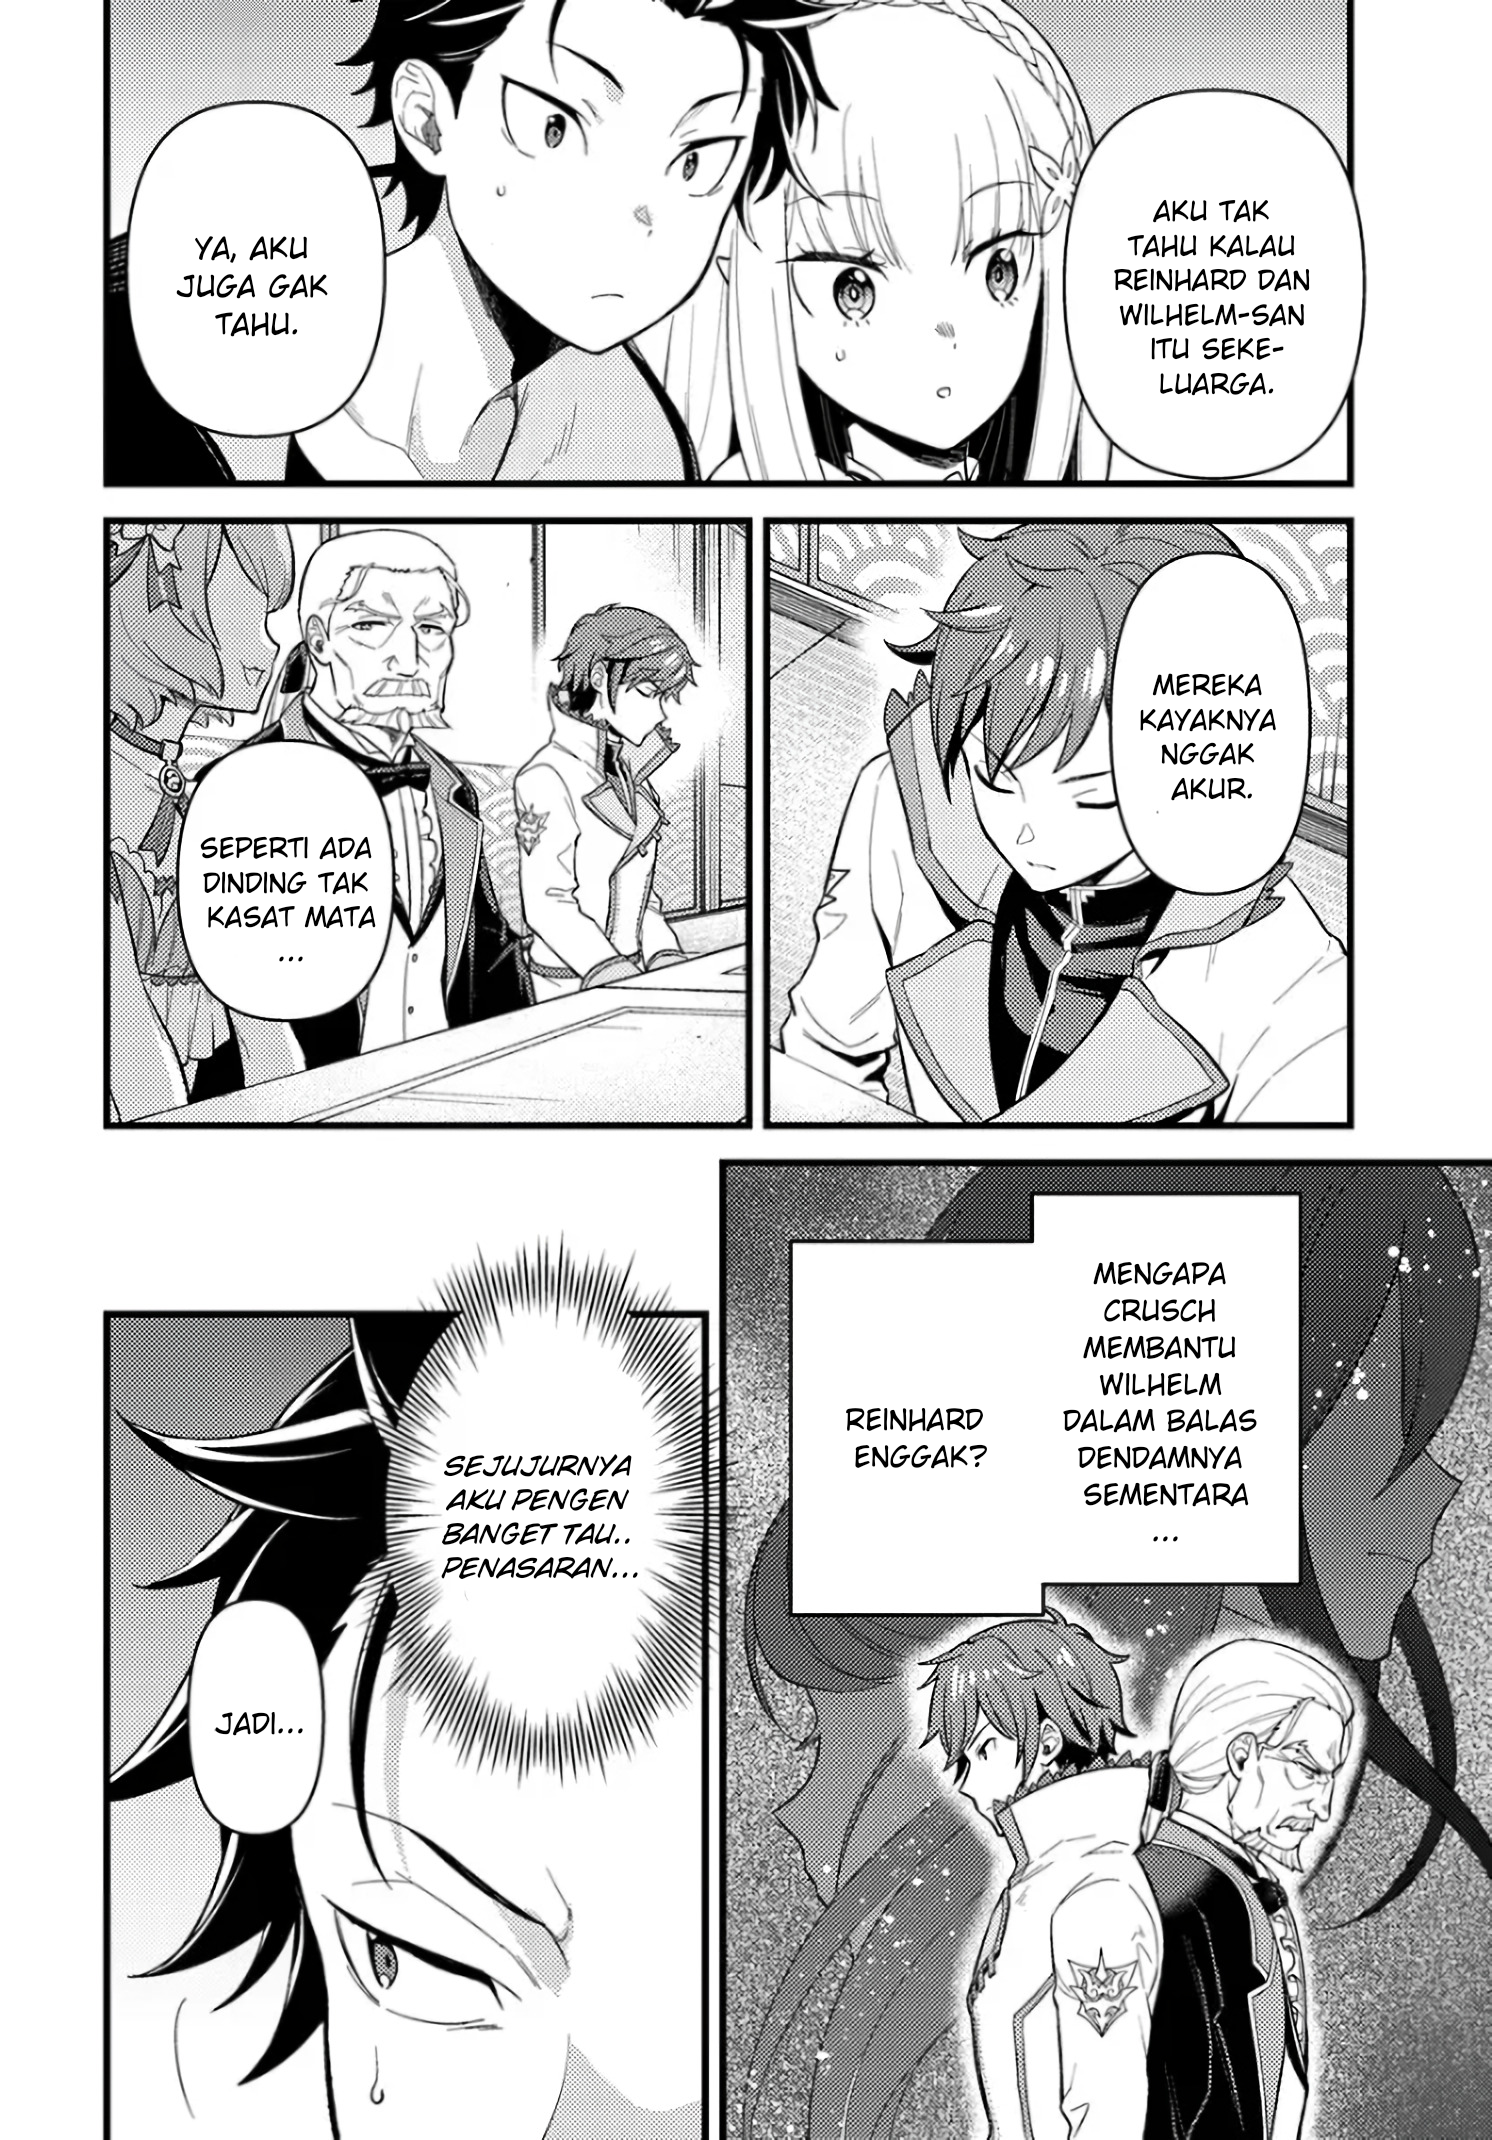 AKU TAK
TAHU KALAU
REINHARD DAN
WILHELM-SAN
ITU SEKE-
LUARGA.
YA, AKU
JUGA GAK
TAHU.
MEREKA
KAYAKNYA
NGGAK
AKUR.
SEPERTI ADA
DINDING TAK
KASAT MATA
...
MENGAPA
CRUSCH
MEMBANTU
WILHELM
DALAM BALAS
DENDAMNYA
SEMENTARA
...
REINHARD
ENGGAK?
SEJUJURNYA
AKU PENGEN
BANGET TAU..
PENASARAN...
JADI...